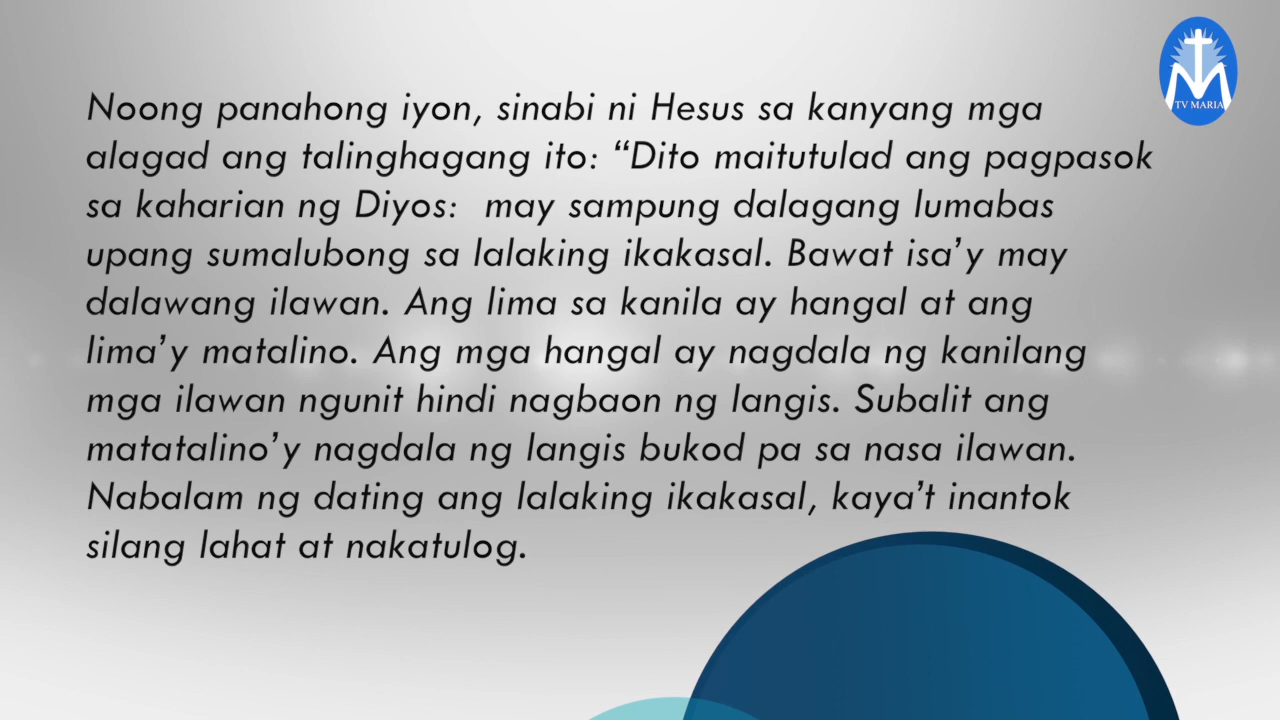 Noong panahong iyon, sinabi ni Hesus sa kanyang mga
alagad ang talinghagang ito: “Dito maitutulad ang pagpasok
sa kaharian ng Diyos:  may sampung dalagang lumabas
upang sumalubong sa lalaking ikakasal. Bawat isa’y may
dalawang ilawan. Ang lima sa kanila ay hangal at ang
lima’y matalino. Ang mga hangal ay nagdala ng kanilang
mga ilawan ngunit hindi nagbaon ng langis. Subalit ang
matatalino’y nagdala ng langis bukod pa sa nasa ilawan.
Nabalam ng dating ang lalaking ikakasal, kaya’t inantok
silang lahat at nakatulog.
TV MARIA